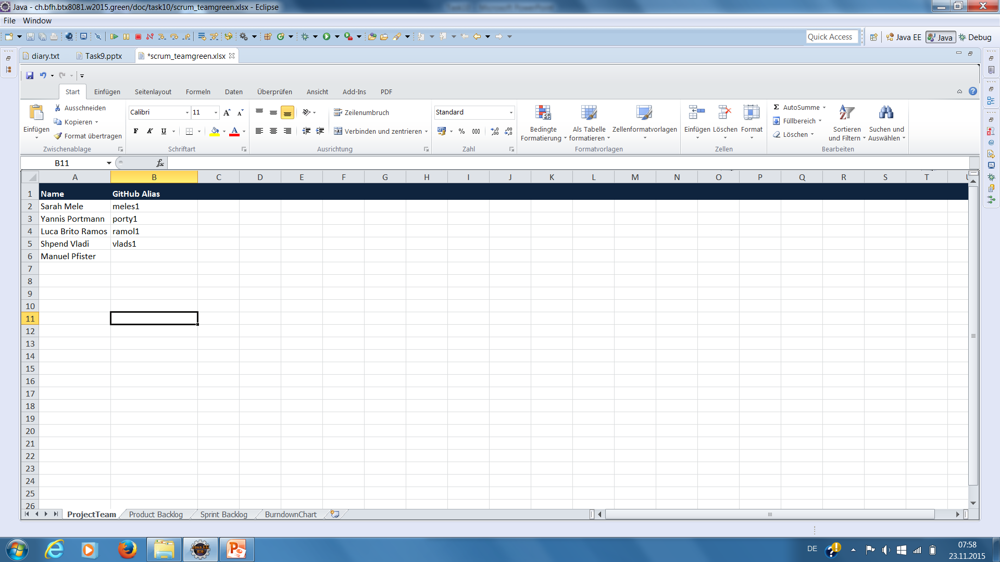 Java - ch.bfh.btx8081.w2015.green/doc/task10/scrum_teamgreen.xlsx - Eclipse
File Window
Quick Access Java EE Java Debug
diary.txt Task9.pptx *scrum_teamgreen.xlsx
Start Einfügen Seitenlayout Formeln Daten Überprüfen Ansicht Add-Ins PDF
Einfügen
Ausschneiden
Kopieren
Format übertragen
Zwischenablage
Calibri 11
F K U A
Schriftart
Zeilenumbruch
Verbinden und zentrieren
Ausrichtung
Standard
% 000
Zahl
Bedingte Formatierung
Als Tabelle formatieren
Zellenformatvorlagen
Formatvorlagen
Einfügen Löschen Format
Zellen
Σ AutoSumme
Füllbereich
Löschen
Sortieren und Filtern
Suchen und Auswählen
Bearbeiten
B11 fx
A B C D E F G H I J K L M N O P Q R S T
1 Name GitHub Alias
2 Sarah Mele meles1
3 Yannis Portmann porty1
4 Luca Brito Ramos ramol1
5 Shpend Vladi vlads1
6 Manuel Pfister
7
8
9
10
11
12
13
14
15
16
17
18
19
20
21
22
23
24
25
26
ProjectTeam Product Backlog Sprint Backlog BurndownChart
DE 07:58
23.11.2015